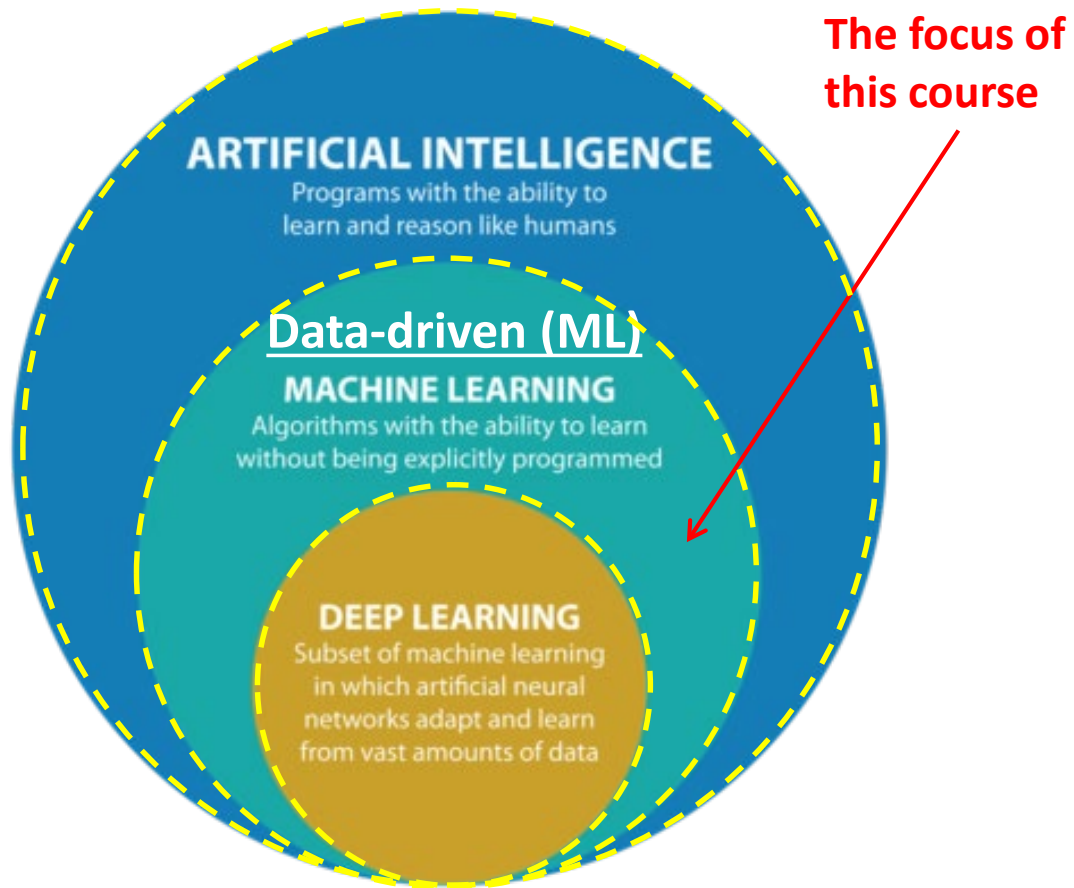 The focus of
this course
ARTIFICIAL INTELLIGENCE
Programs with the ability to
learn and reason like humans
Data-driven (ML)
MACHINE LEARNING
Algorithms with the ability to learn
without being explicitly programmed
DEEP LEARNING
Subset of machine learning
in which artificial neural
networks adapt and learn
from vast amounts of data